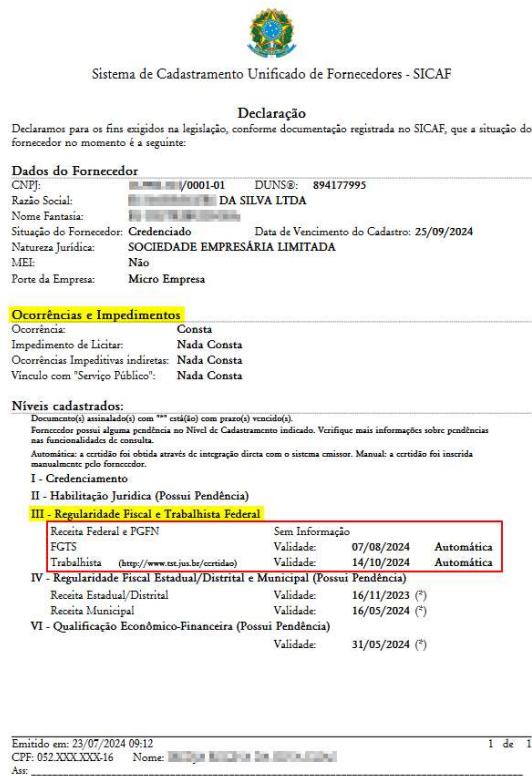 Sistema de Cadastramento Unificado de Fornecedores - SICAF
Declaração
Declaramos para os fins exigidos na legislação, conforme documentação registrada no SICAF, que a situação do
fornecedor no momento é a seguinte:
Dados do Fornecedor
CNPJ: /0001-01 DUNS®: 894177995
Razão Social: DA SILVA LTDA
Nome Fantasia:
Situação do Fornecedor: Credenciado Data de Vencimento do Cadastro: 25/09/2024
Natureza Jurídica: SOCIEDADE EMPRESÁRIA LIMITADA
MEI: Não
Porte da Empresa: Micro Empresa
Ocorrências e Impedimentos
Ocorrência: Consta
Impedimento de Licitar: Nada Consta
Ocorrências Impeditivas indiretas: Nada Consta
Vínculo com "Serviço Público": Nada Consta
Níveis cadastrados:
Documento(s) assinalado(s) com "*" está(ão) com prazo(s) vencido(s).
Fornecedor possui alguma pendência no Nível de Cadastramento indicado. Verifique mais informações sobre pendências
nas funcionalidades de consulta.
Automática: a certidão foi obtida através de integração direta com o sistema emissor. Manual: a certidão foi inserida
manualmente pelo fornecedor.
I - Credenciamento
II - Habilitação Jurídica (Possui Pendência)
III - Regularidade Fiscal e Trabalhista Federal
Receita Federal e PGFN Sem Informação
FGTS Validade: 07/08/2024 Automática
Trabalhista (http://www.tst.jus.br/certidao) Validade: 14/10/2024 Automática
IV - Regularidade Fiscal Estadual/Distrital e Municipal (Possui Pendência)
Receita Estadual/Distrital Validade: 16/11/2023 (*)
Receita Municipal Validade: 16/05/2024 (*)
VI - Qualificação Econômico-Financeira (Possui Pendência)
Validade: 31/05/2024 (*)
Emitido em: 23/07/2024 09:12 1 de 1
CPF: 052.XXX.XXX-16 Nome:
Ass: